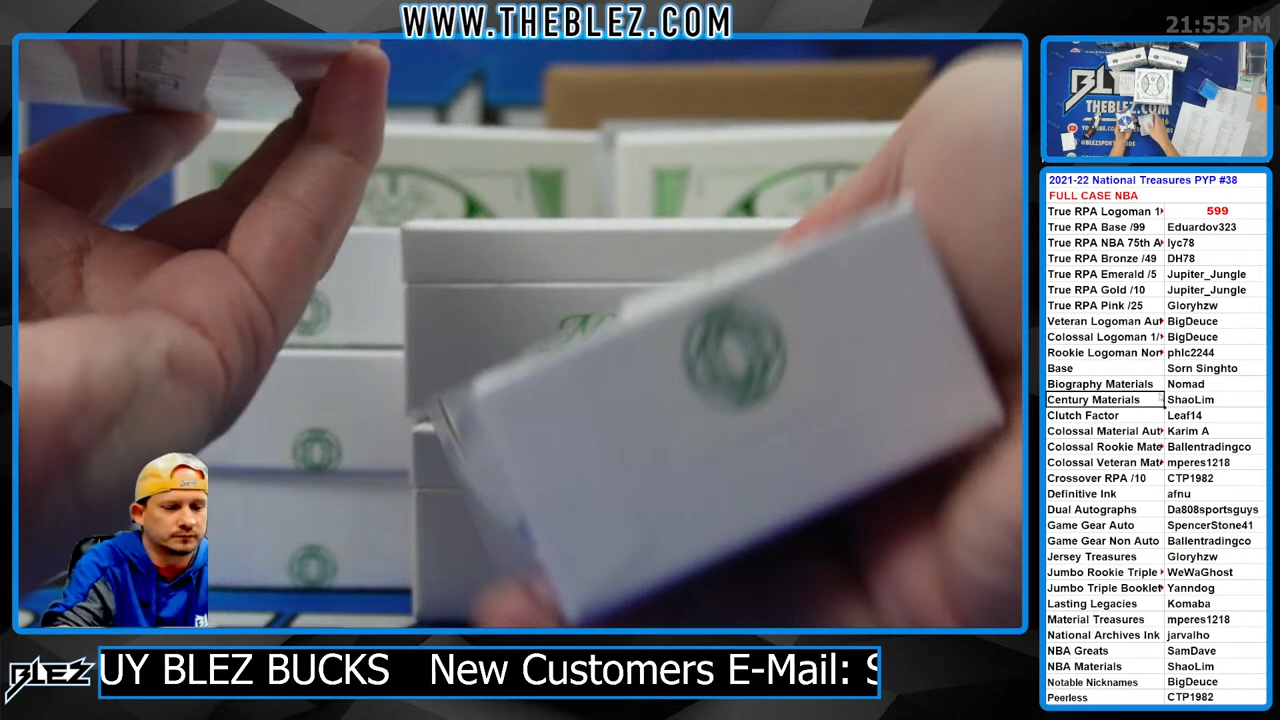 WWW.THEBLEZ.COM
21:55 PM
BLEZ
THEBLEZ.COM
2021-22 National Treasures PYP #38
FULL CASE NBA
True RPA Logoman 1 599
True RPA Base /99 Eduardov323
True RPA NBA 75th A lyc78
True RPA Bronze /49 DH78
True RPA Emerald /5 Jupiter_Jungle
True RPA Gold /10 Jupiter_Jungle
True RPA Pink /25 Gloryhzw
Veteran Logoman Au BigDeuce
Colossal Logoman 1/ BigDeuce
Rookie Logoman Nor phlc2244
Base Sorn Singhto
Biography Materials Nomad
Century Materials ShaoLim
Clutch Factor Leaf14
Colossal Material Aut Karim A
Colossal Rookie Mate Ballentradingco
Colossal Veteran Mat mperes1218
Crossover RPA /10 CTP1982
Definitive Ink afnu
Dual Autographs Da808sportsguys
Game Gear Auto SpencerStone41
Game Gear Non Auto Ballentradingco
Jersey Treasures Gloryhzw
Jumbo Rookie Triple WeWaGhost
Jumbo Triple Booklet Yanndog
Lasting Legacies Komaba
Material Treasures mperes1218
National Archives Ink jarvalho
NBA Greats SamDave
NBA Materials ShaoLim
Notable Nicknames BigDeuce
Peerless CTP1982
BLEZ
UY BLEZ BUCKS New Customers E-Mail: S